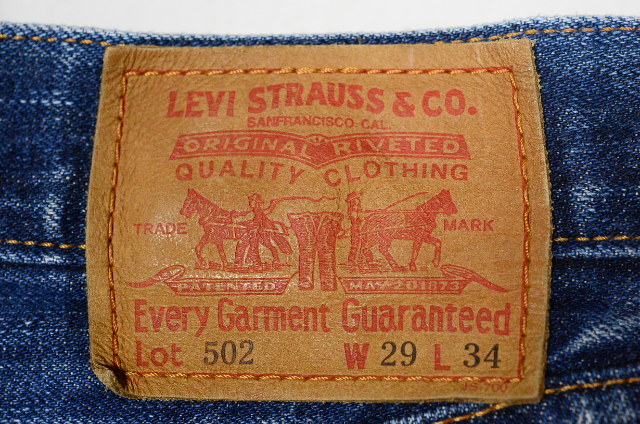 LEVI STRAUSS & CO.
SANFRANCISCO CAL.
ORIGINAL RIVETED
QUALITY CLOTHING
TRADE MARK
PATENTED MAY 20 1873
Every Garment Guaranteed
Lot 502 W 29 L 34